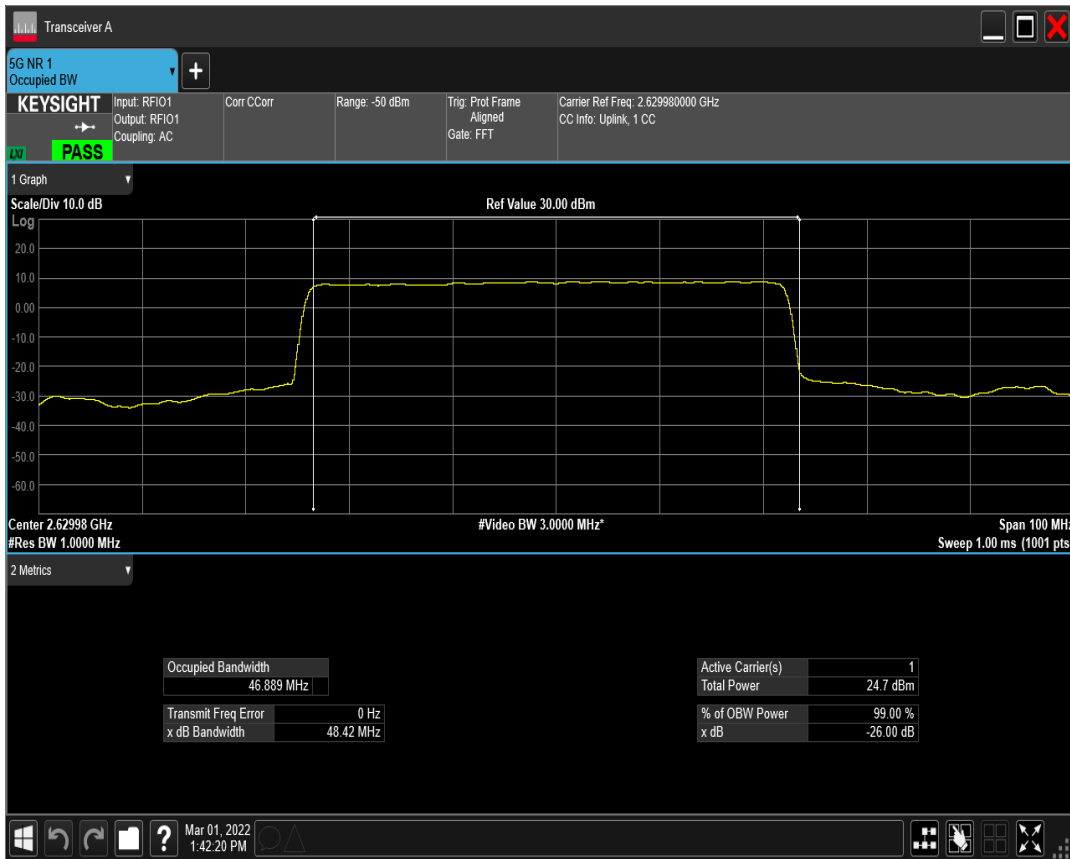 Transceiver A
5G NR 1
Occupied BW
KEYSIGHT
LXI
PASS
Input: RFIO1
Output: RFIO1
Coupling: AC
Corr CCorr
Range: -50 dBm
Trig: Prot Frame
Aligned
Gate: FFT
Carrier Ref Freq: 2.629980000 GHz
CC Info: Uplink, 1 CC
1 Graph
Scale/Div 10.0 dB
Ref Value 30.00 dBm
Log
20.0
10.0
0.00
-10.0
-20.0
-30.0
-40.0
-50.0
-60.0
Center 2.62998 GHz
#Video BW 3.0000 MHz*
Span 100 MHz
#Res BW 1.0000 MHz
Sweep 1.00 ms (1001 pts
2 Metrics
Occupied Bandwidth
46.889 MHz
Transmit Freq Error 0 Hz
x dB Bandwidth 48.42 MHz
Active Carrier(s) 1
Total Power 24.7 dBm
% of OBW Power 99.00 %
x dB -26.00 dB
?
Mar 01, 2022
1:42:20 PM